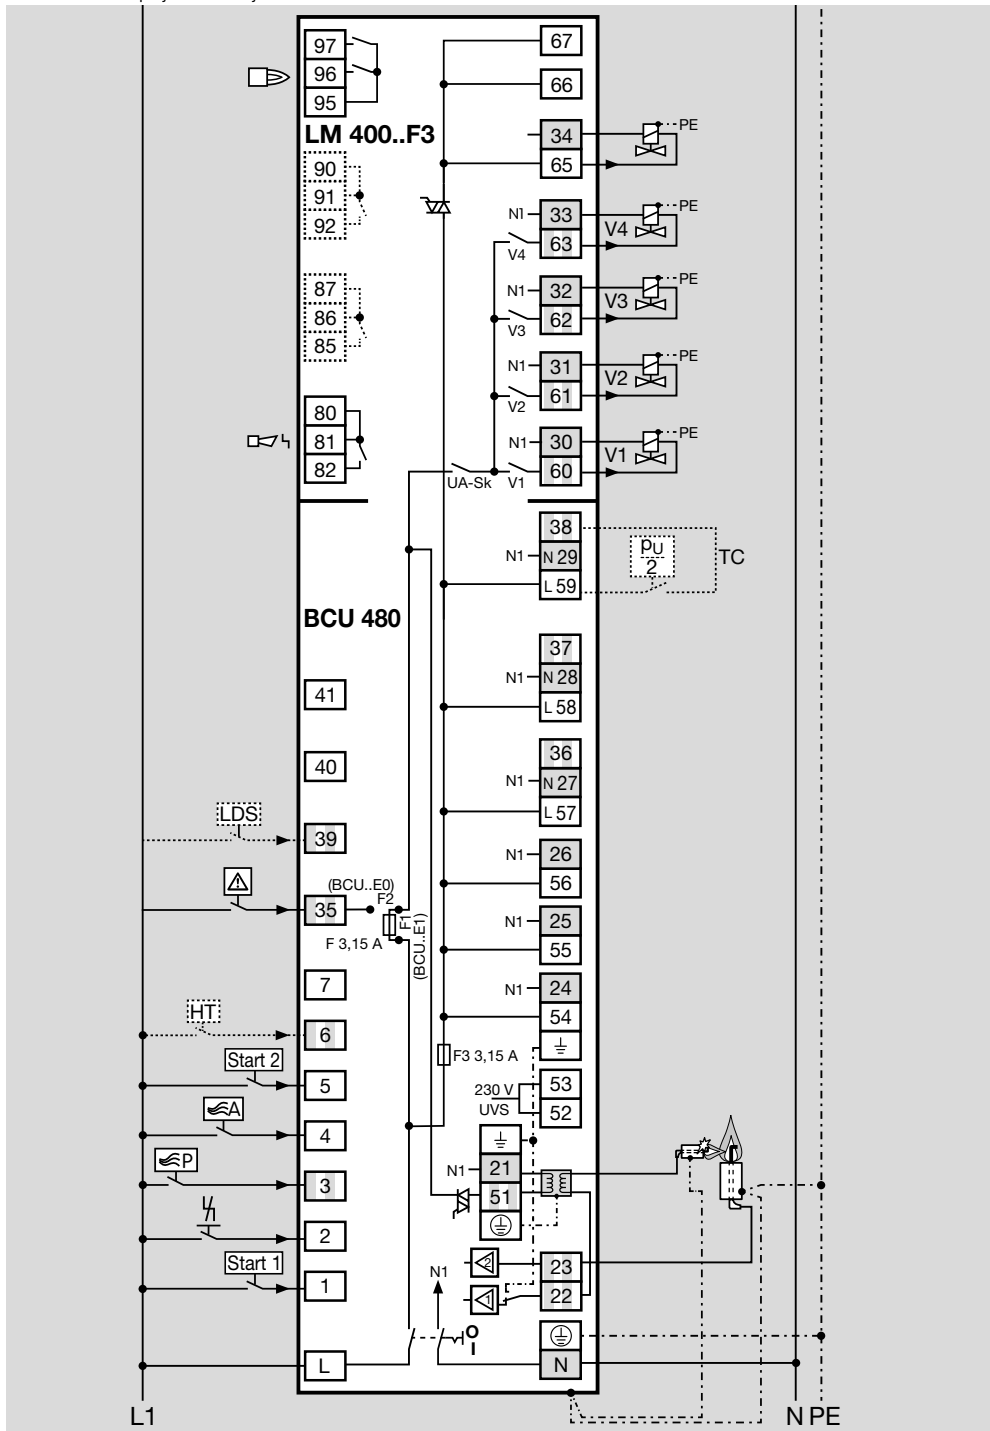 97
96
95
LM 400..F3
90
91
92
87
86
85
80
81
82
67
66
34
PE
65
N1
33
PE
V4
63
V4
N1
32
PE
V3
62
V3
N1
31
PE
V2
61
V2
N1
30
PE
V1
60
UA-Sk
V1
38
N1
N 29
pU
2
TC
L 59
BCU 480
37
N1
N 28
L 58
41
36
N1
N 27
L 57
40
LDS
39
N1
26
56
(BCU..E0)
F2
35
F1
F 3,15 A
(BCU..E1)
N1
25
55
7
N1
24
54
HT
6
F3 3,15 A
Start 2
5
230 V
UVS
53
52
A
4
P
3
N1
21
51
2
Start 1
1
N1
2
23
1
22
O
I
L
N
L1
N PE